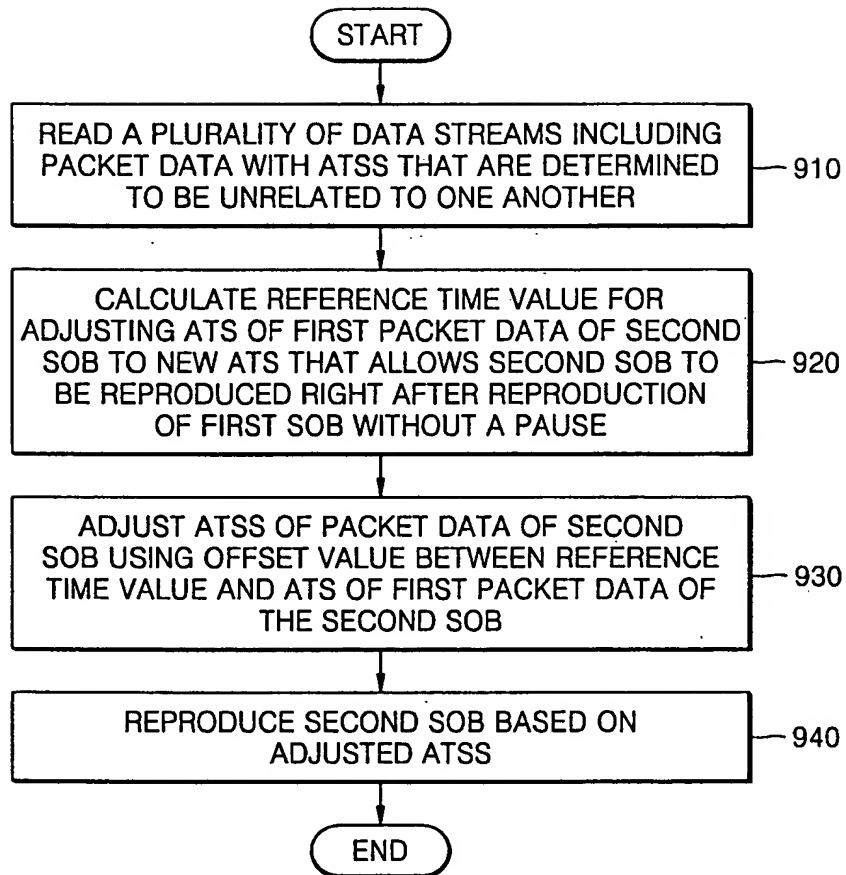 START
READ A PLURALITY OF DATA STREAMS INCLUDING
PACKET DATA WITH ATSS THAT ARE DETERMINED
TO BE UNRELATED TO ONE ANOTHER
910
CALCULATE REFERENCE TIME VALUE FOR
ADJUSTING ATS OF FIRST PACKET DATA OF SECOND
SOB TO NEW ATS THAT ALLOWS SECOND SOB TO
BE REPRODUCED RIGHT AFTER REPRODUCTION
OF FIRST SOB WITHOUT A PAUSE
920
ADJUST ATSS OF PACKET DATA OF SECOND
SOB USING OFFSET VALUE BETWEEN REFERENCE
TIME VALUE AND ATS OF FIRST PACKET DATA OF
THE SECOND SOB
930
REPRODUCE SECOND SOB BASED ON
ADJUSTED ATSS
940
END